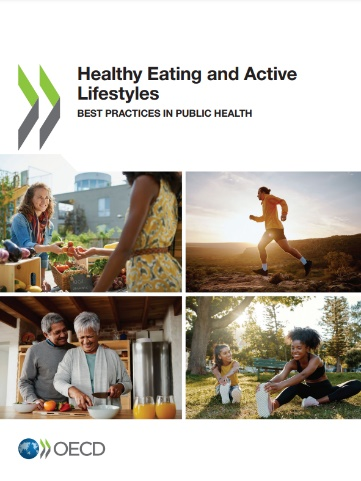 Healthy Eating and Active
Lifestyles
BEST PRACTICES IN PUBLIC HEALTH
OECD